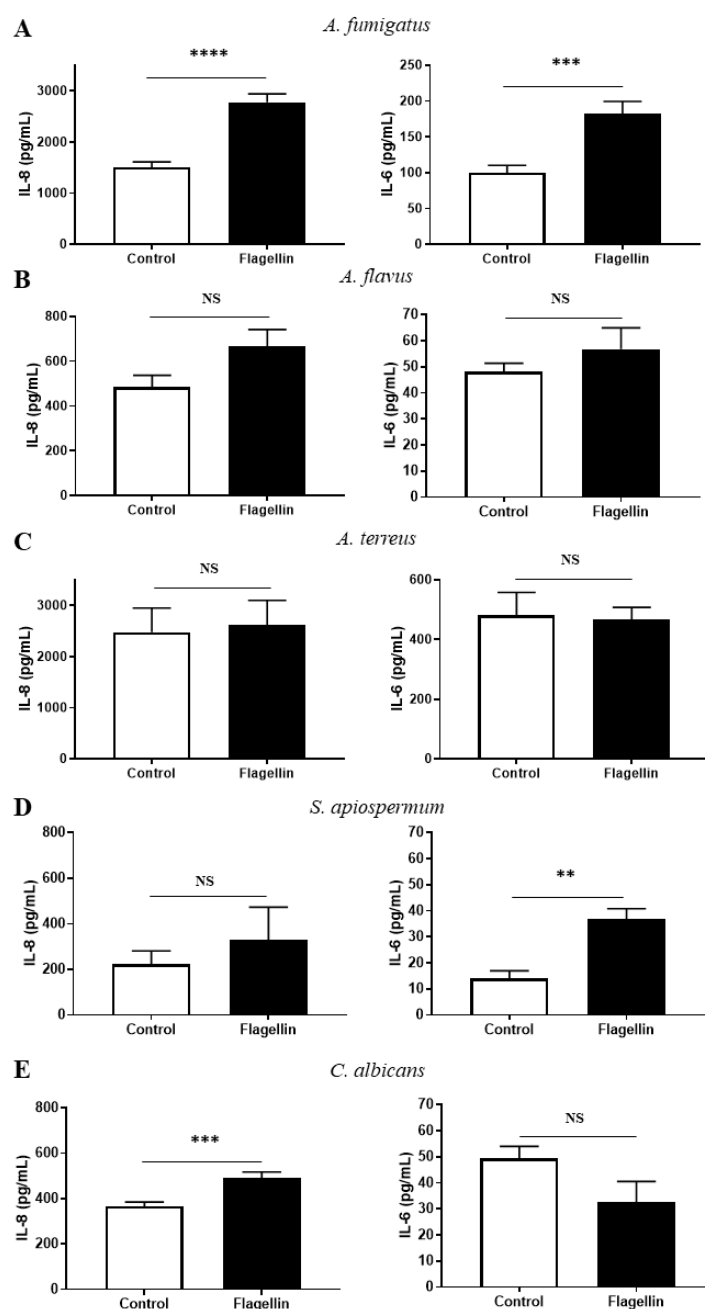 A
A. fumigatus
****
IL-8 (pg/mL)
3000
2000
1000
0
Control Flagellin
***
IL-6 (pg/mL)
250
200
150
100
50
0
Control Flagellin
B
A. flavus
NS
IL-8 (pg/mL)
800
600
400
200
0
Control Flagellin
NS
IL-6 (pg/mL)
70
60
50
40
30
20
10
0
Control Flagellin
C
A. terreus
NS
IL-8 (pg/mL)
3000
2000
1000
0
Control Flagellin
NS
IL-6 (pg/mL)
600
400
200
0
Control Flagellin
D
S. apiospermum
NS
IL-8 (pg/mL)
800
600
400
200
0
Control Flagellin
**
IL-6 (pg/mL)
70
60
50
40
30
20
10
0
Control Flagellin
E
C. albicans
***
IL-8 (pg/mL)
800
600
400
200
0
Control Flagellin
NS
IL-6 (pg/mL)
70
60
50
40
30
20
10
0
Control Flagellin